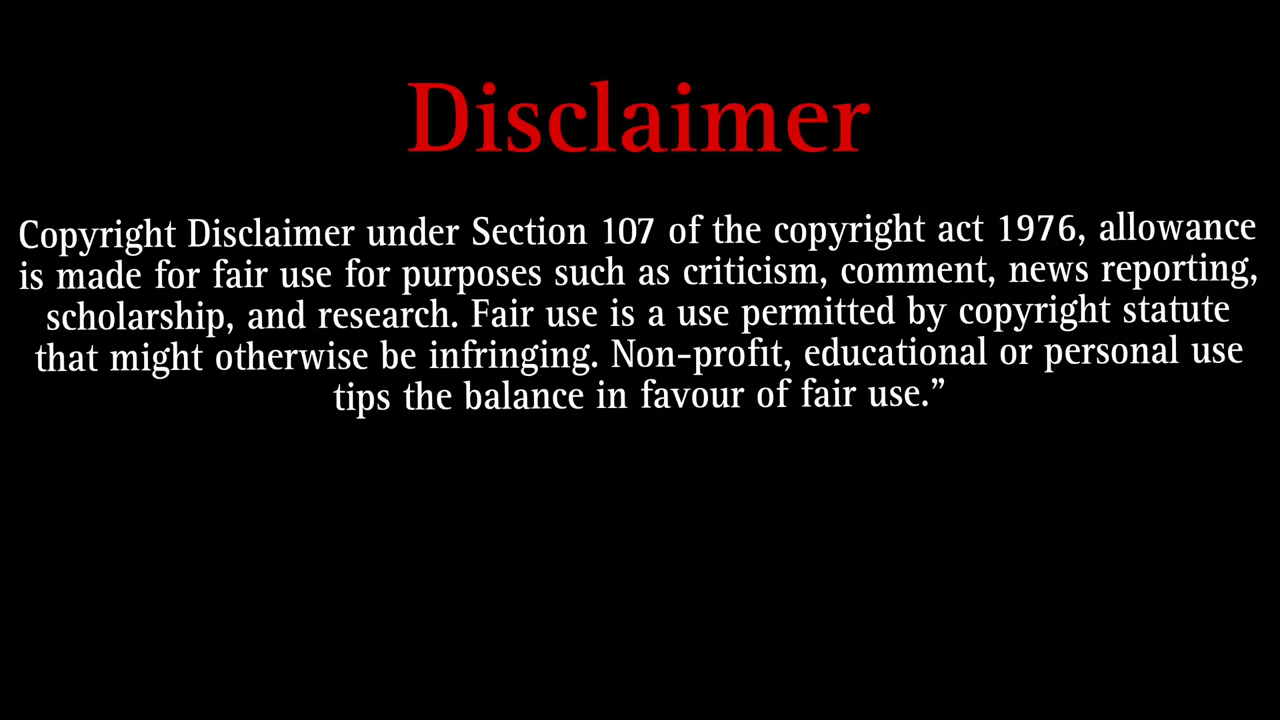 Disclaimer
Copyright Disclaimer under Section 107 of the copyright act 1976, allowance
is made for fair use for purposes such as criticism, comment, news reporting,
scholarship, and research. Fair use is a use permitted by copyright statute
that might otherwise be infringing. Non-profit, educational or personal use
tips the balance in favour of fair use.”